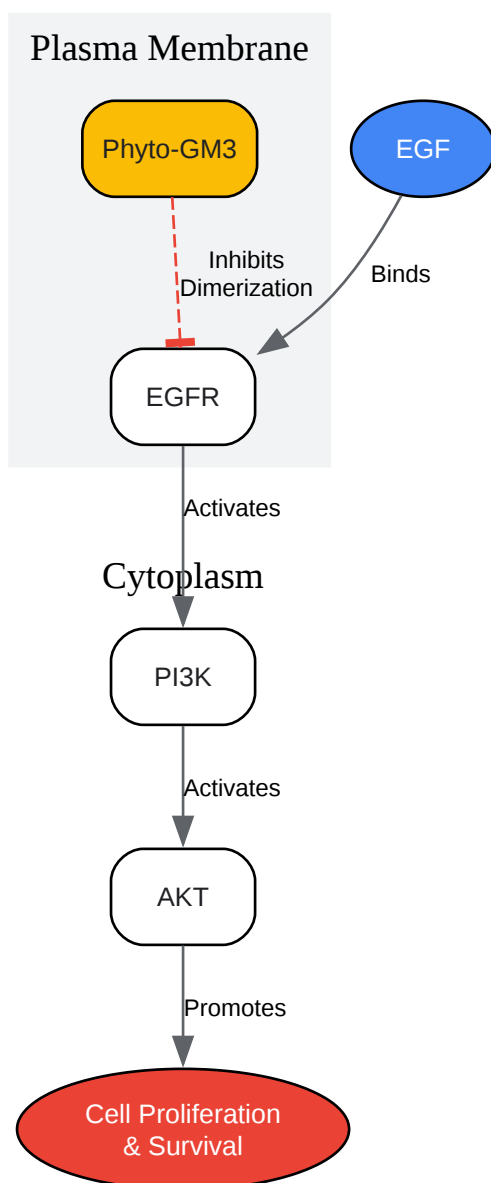 Plasma Membrane
Phyto-GM3
EGF
Inhibits
Dimerization
Binds
EGFR
Activates
Cytoplasm
PI3K
Activates
AKT
Promotes
Cell Proliferation
& Survival